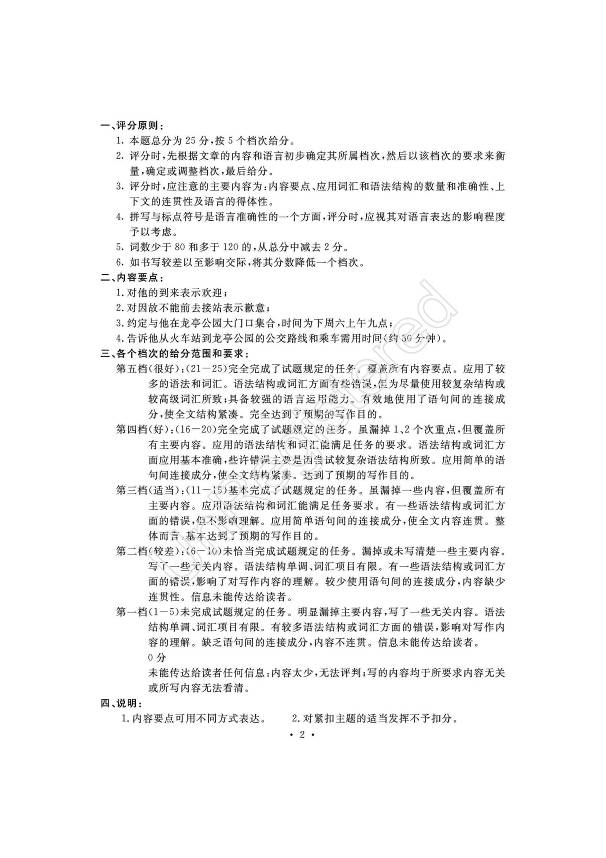 一、评分原则：
1. 本题总分为 25 分，按 5 个档次给分。
2. 评分时，先根据文章的内容和语言初步确定其所属档次，然后以该档次的要求来衡
量，确定或调整档次，最后给分。
3. 评分时，应注意的主要内容为：内容要点、应用词汇和语法结构的数量和准确性、上
下文的连贯性及语言的得体性。
4. 拼写与标点符号是语言准确性的一个方面，评分时，应视其对语言表达的影响程度
予以考虑。
5. 词数少于 80 和多于 120 的，从总分中减去 2 分。
6. 如书写较差以至影响交际，将其分数降低一个档次。
二、内容要点：
1. 对他的到来表示欢迎；
2. 对因故不能前去接站表示歉意；
3. 约定与他在龙亭公园大门口集合，时间为下周六上午九点；
4. 告诉他从火车站到龙亭公园的公交路线和乘车需用时间(约 30 分钟)。
三、各个档次的给分范围和要求：
第五档(很好)：(21－25)完全完成了试题规定的任务。覆盖所有内容要点。应用了较
多的语法和词汇。语法结构或词汇方面有些错误，但为尽量使用较复杂结构或
较高级词汇所致；具备较强的语言运用能力。有效地使用了语句间的连接成
分，使全文结构紧凑。完全达到了预期的写作目的。
第四档(好)：(16－20)完全完成了试题规定的任务。虽漏掉 1、2 个次重点，但覆盖所
有主要内容。应用的语法结构和词汇能满足任务的要求。语法结构或词汇方
面应用基本准确，些许错误主要是因尝试较复杂语法结构所致。应用简单的语
句间连接成分，使全文结构紧凑。达到了预期的写作目的。
第三档(适当)：(11－15)基本完成了试题规定的任务。虽漏掉一些内容，但覆盖所有
主要内容。应用语法结构和词汇能满足任务要求。有一些语法结构或词汇方
面的错误，但不影响理解。应用简单语句间的连接成分，使全文内容连贯。整
体而言，基本达到了预期的写作目的。
第二档(较差)：(6－10)未恰当完成试题规定的任务。漏掉或未写清楚一些主要内容。
写了一些无关内容。语法结构单调、词汇项目有限。有一些语法结构或词汇方
面的错误，影响了对写作内容的理解。较少使用语句间的连接成分，内容缺少
连贯性。信息未能传达给读者。
第一档(1－5)未完成试题规定的任务。明显漏掉主要内容，写了一些无关内容。语法
结构单调、词汇项目有限。有较多语法结构或词汇方面的错误，影响对写作内
容的理解。缺乏语句间的连接成分，内容不连贯。信息未能传达给读者。
0 分
未能传达给读者任何信息：内容太少，无法评判；写的内容均于所要求内容无关
或所写内容无法看清。
四、说明：
1. 内容要点可用不同方式表达。 2. 对紧扣主题的适当发挥不予扣分。
· 2 ·
Unregistered